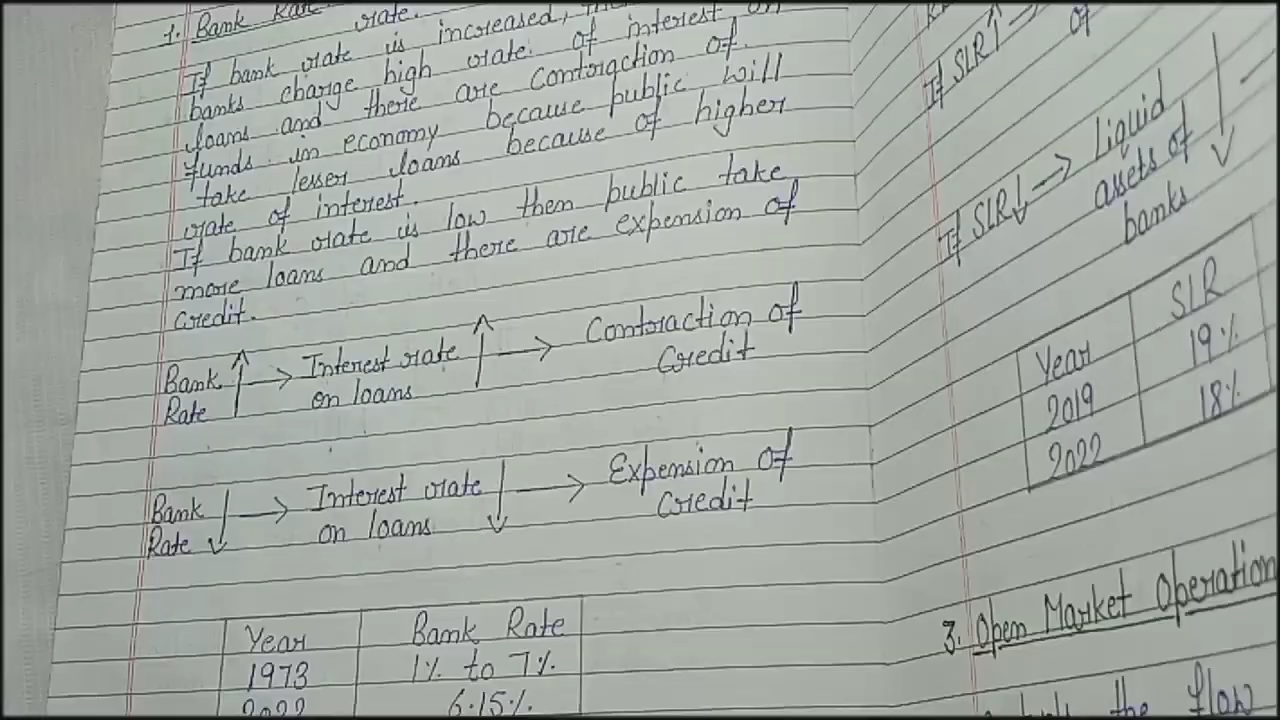 1. Bank
rate.
If bank rate is increased,
banks charge high rate of interest on
loans and there are contraction of
funds in economy because public will
take lesser loans because of higher
rate of interest.
If bank rate is low them public take
more loans and there are expension of
credit.
Bank Rate ↑ → Interest rate on loans ↑ → Contraction of Credit
Bank Rate ↓ → Interest rate on loans ↓ → Expension of Credit
Year Bank Rate
1973 1% to 7%
2022 6.15%
If SLR ↑ →
of
If SLR ↓ → Liquid
assets of
banks ↓
Year SLR
2019 19%
2022 18%
3. Open Market Operation
the flow